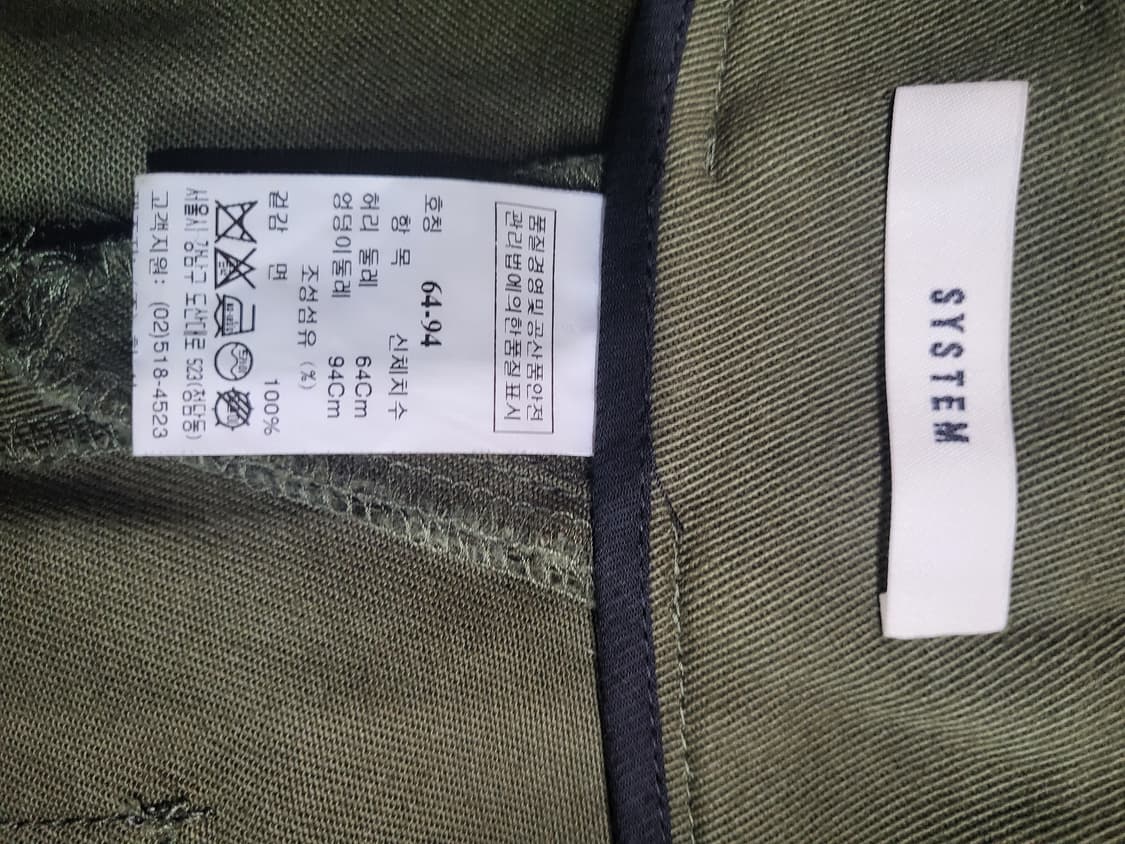 품질경영및 공산품안전
관리법에의한품질표시
호칭 64-94
항 목 신체치수
허리 둘레 64Cm
엉덩이둘레 94Cm
조성섬유 (%)
겉감 면 100%
서울시 강남구 도산대로 523(청담동)
고객지원: (02)518-4523
SYSTEM